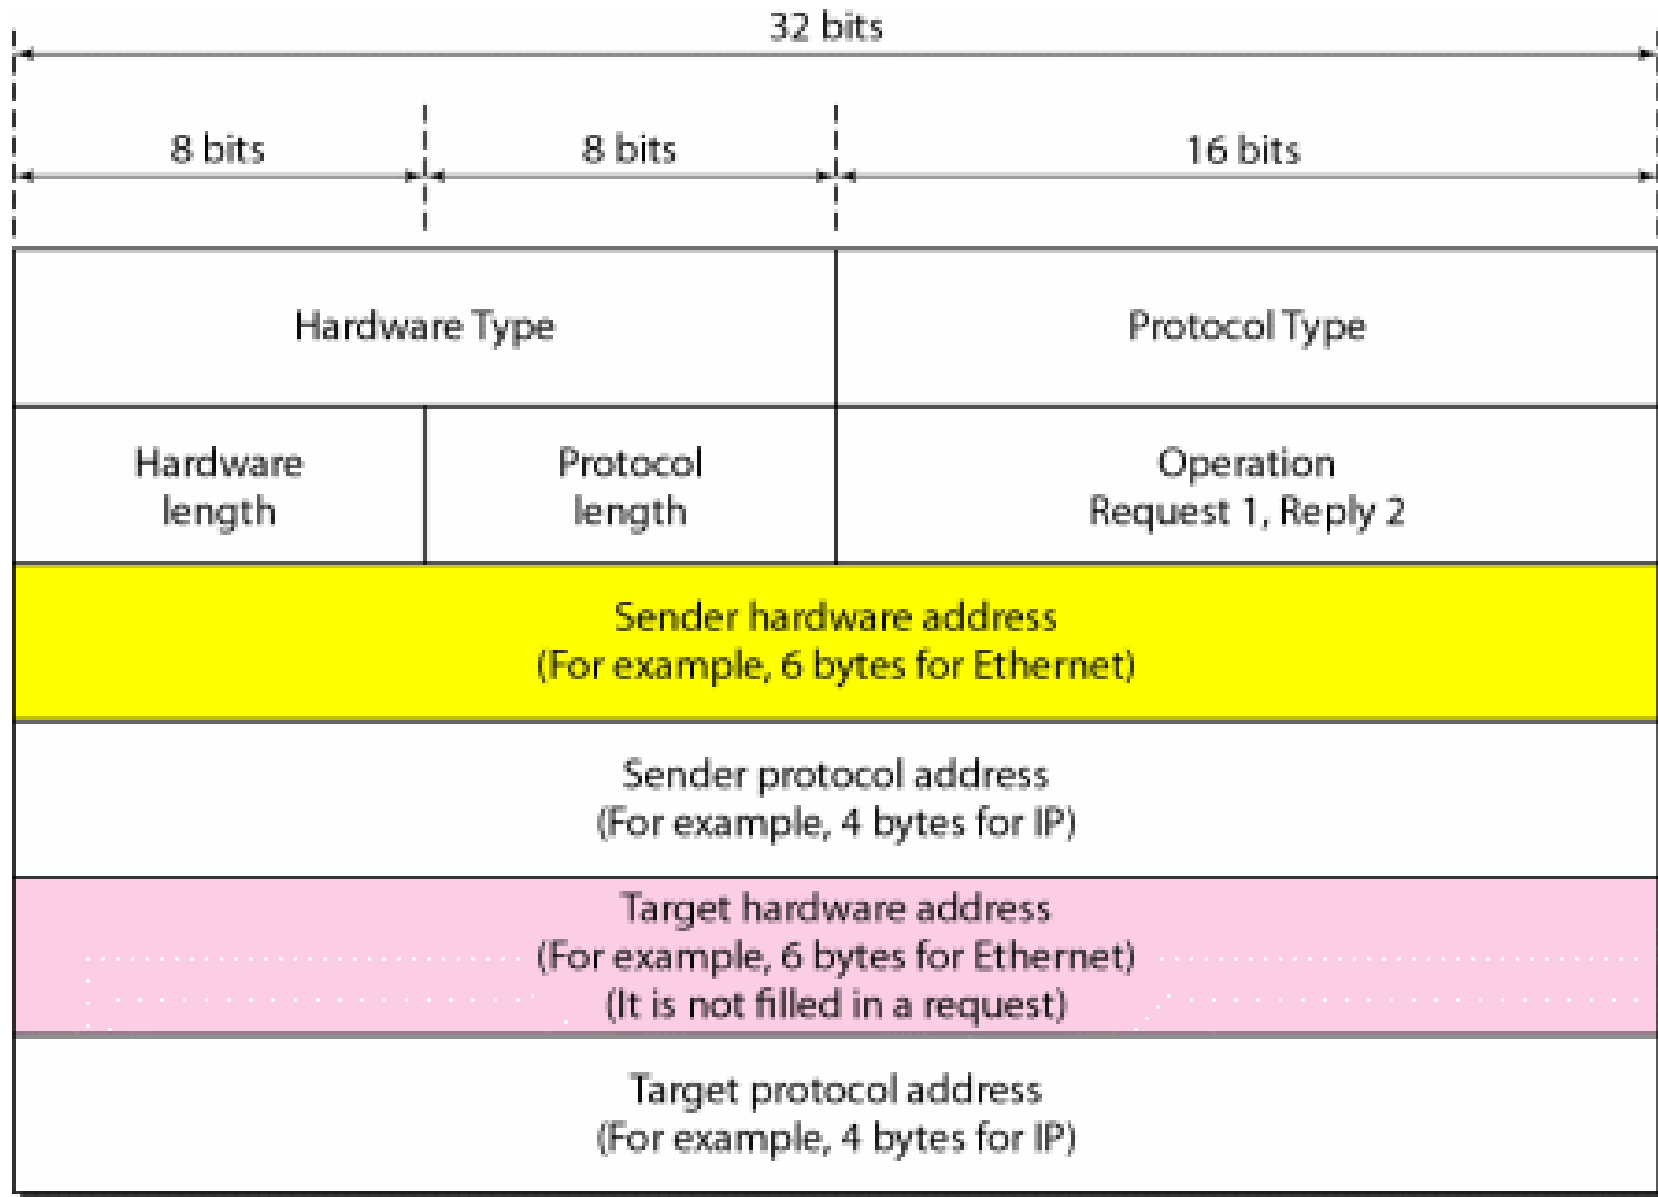 32 bits
8 bits
8 bits
16 bits
Hardware Type
Protocol Type
Hardware
length
Protocol
length
Operation
Request 1, Reply 2
Sender hardware address
(For example, 6 bytes for Ethernet)
Sender protocol address
(For example, 4 bytes for IP)
Target hardware address
(For example, 6 bytes for Ethernet)
(It is not filled in a request)
Target protocol address
(For example, 4 bytes for IP)